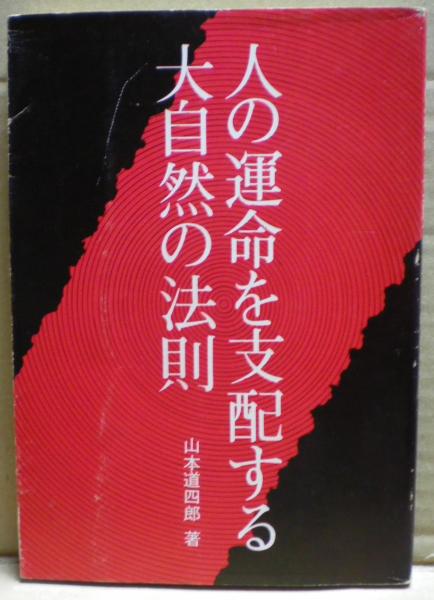 人の運命を支配する
大自然の法則
山本道四郎 著